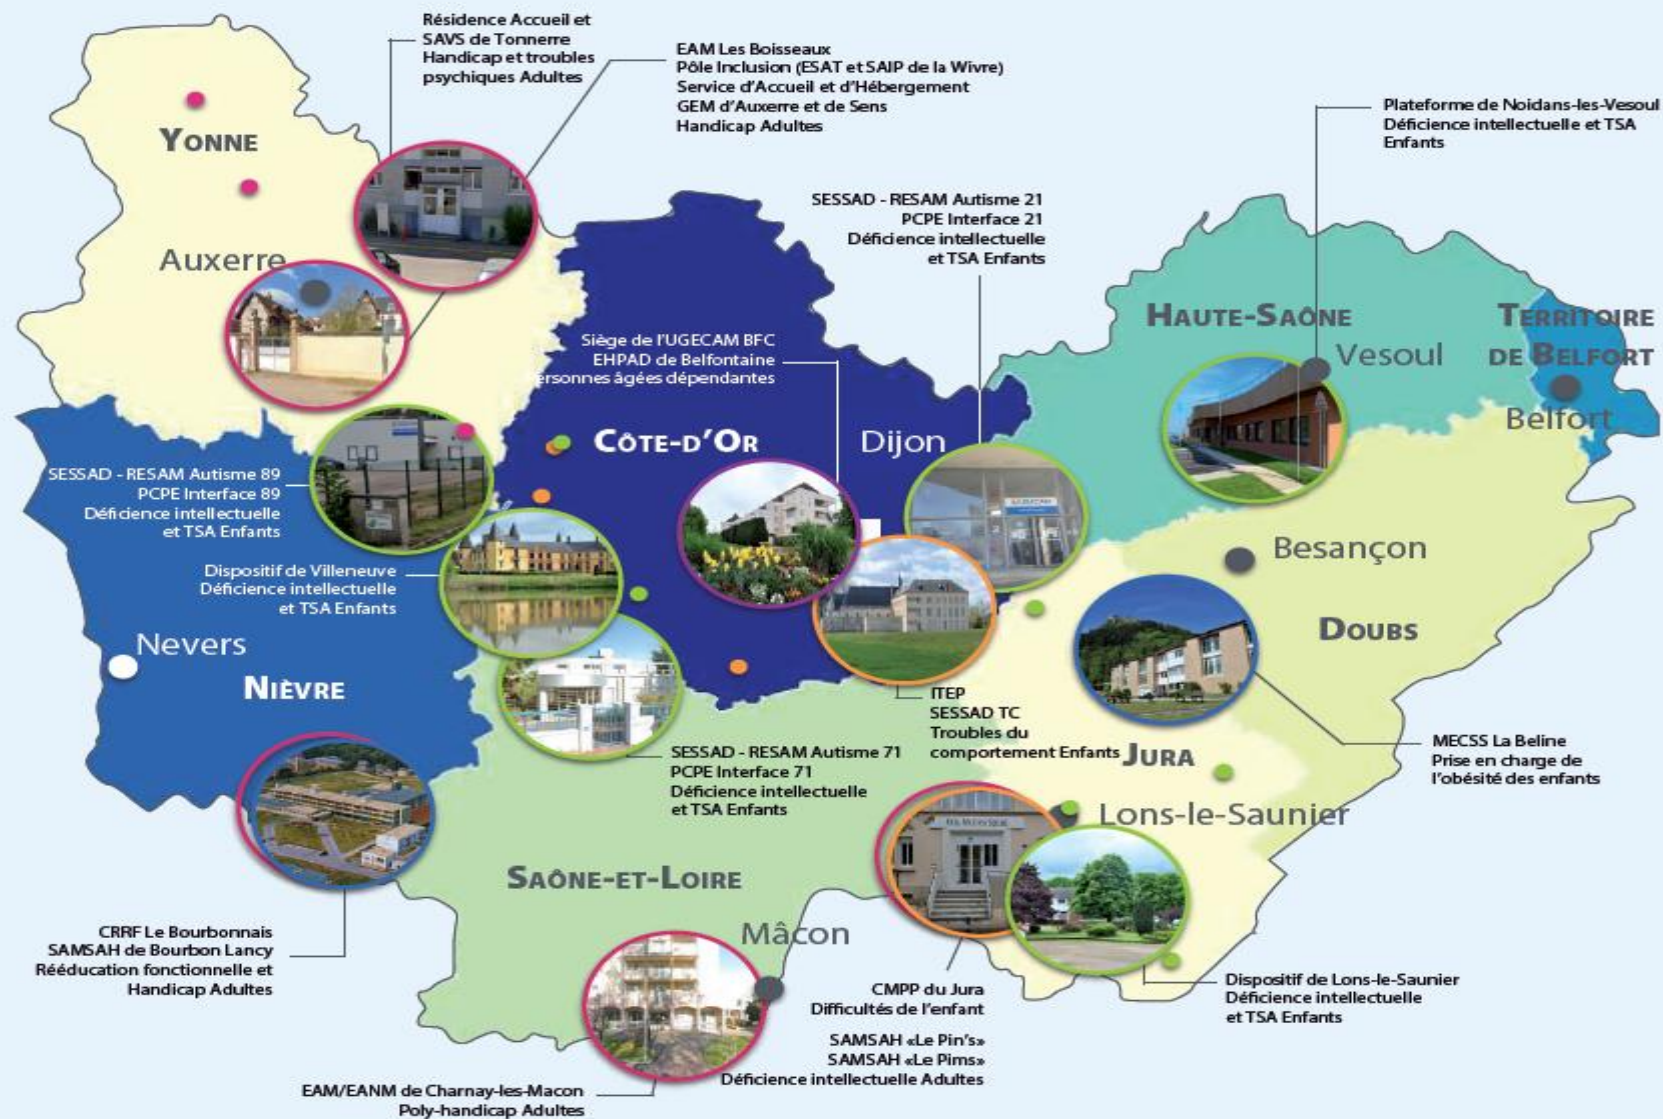 Résidence Accueil et
SAVS de Tonnerre
Handicap et troubles
psychiques Adultes
EAM Les Boisseaux
Pôle Inclusion (ESAT et SAIP de la Wivre)
Service d'Accueil et d'Hébergement
GEM d'Auxerre et de Sens
Handicap Adultes
Plateforme de Noidans-les-Vesoul
Déficience intellectuelle et TSA
Enfants
YONNE
Auxerre
SESSAD - RESAM Autisme 21
PCPE Interface 21
Déficience intellectuelle
et TSA Enfants
HAUTE-SAÔNE
Vesoul
TERRITOIRE
DE BELFORT
Belfort
Siège de l'UGECAM BFC
EHPAD de Belfontaine
personnes âgées dépendantes
CÔTE-D'OR
Dijon
SESSAD - RESAM Autisme 89
PCPE Interface 89
Déficience intellectuelle
et TSA Enfants
Dispositif de Villeneuve
Déficience intellectuelle
et TSA Enfants
Besançon
DOUBS
Nevers
NIÈVRE
ITEP
SESSAD TC
Troubles du
comportement Enfants
JURA
SESSAD - RESAM Autisme 71
PCPE Interface 71
Déficience intellectuelle
et TSA Enfants
MECSS La Beline
Prise en charge de
l'obésité des enfants
Lons-le-Saunier
SAÔNE-ET-LOIRE
Mâcon
CRRF Le Bourbonnais
SAMSAH de Bourbon Lancy
Rééducation fonctionnelle et
Handicap Adultes
CMPP du Jura
Difficultés de l'enfant
SAMSAH «Le Pin's»
SAMSAH «Le Pims»
Déficience intellectuelle Adultes
Dispositif de Lons-le-Saunier
Déficience intellectuelle
et TSA Enfants
EAM/EANM de Charnay-les-Macon
Poly-handicap Adultes